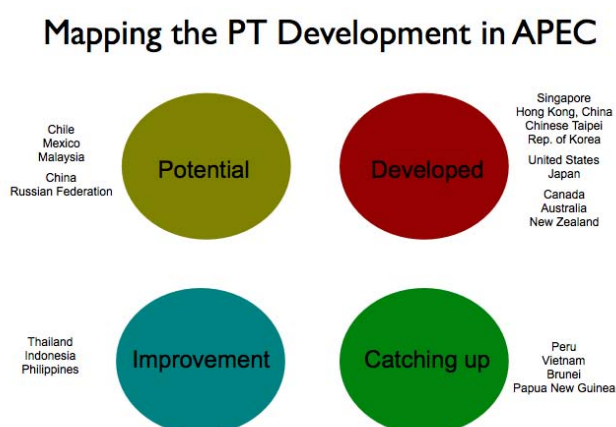 Mapping the PT Development in APEC
Chile
Mexico
Malaysia
China
Russian Federation
Potential
Developed
Singapore
Hong Kong, China
Chinese Taipei
Rep. of Korea
United States
Japan
Canada
Australia
New Zealand
Thailand
Indonesia
Philippines
Improvement
Catching up
Peru
Vietnam
Brunei
Papua New Guinea